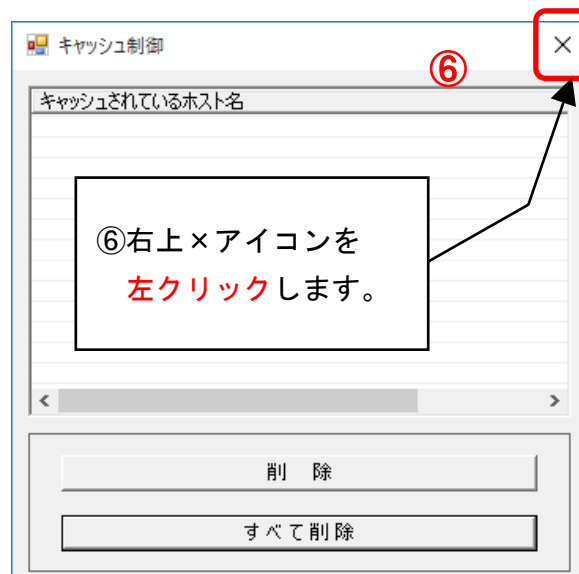 キャッシュ制御
⑥
キャッシュされているホスト名
⑥右上×アイコンを
左クリックします。
削 除
すべて削除